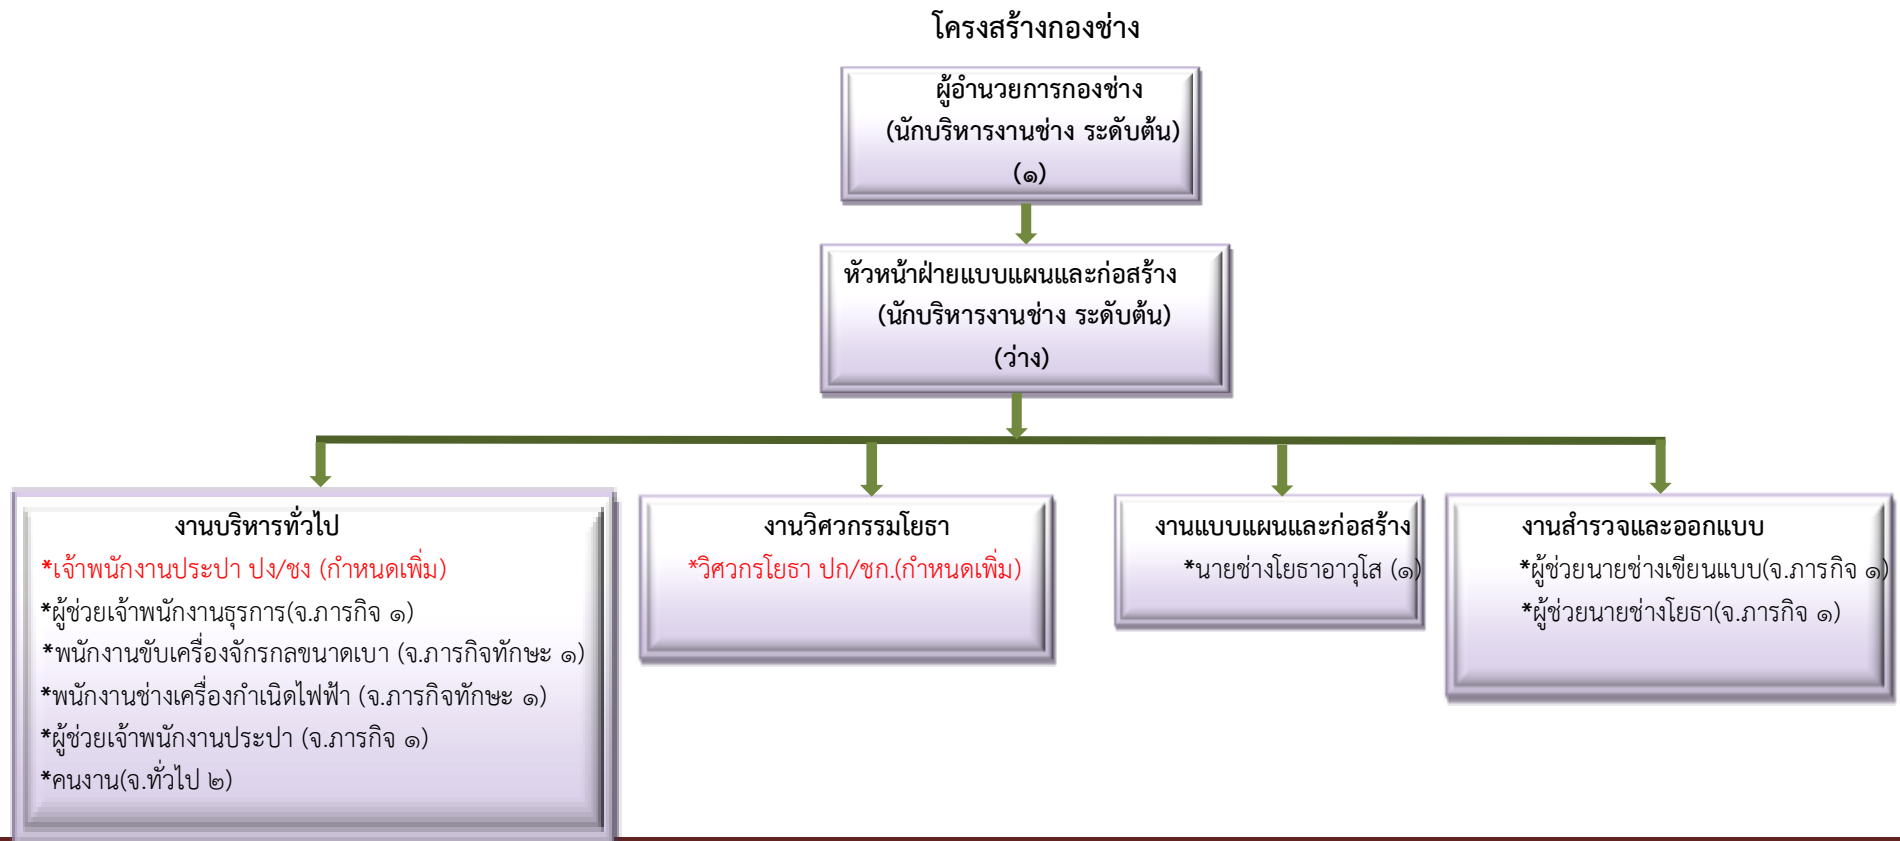 โครงสร้างกองช่าง
ผู้อำนวยการกองช่าง
(นักบริหารงานช่าง ระดับต้น)
(๑)
หัวหน้าฝ่ายแบบแผนและก่อสร้าง
(นักบริหารงานช่าง ระดับต้น)
(ว่าง)
งานบริหารทั่วไป
*เจ้าพนักงานประปา ปง/ชง (กำหนดเพิ่ม)
*ผู้ช่วยเจ้าพนักงานธุรการ(จ.ภารกิจ ๑)
*พนักงานขับเครื่องจักรกลขนาดเบา (จ.ภารกิจทักษะ ๑)
*พนักงานช่างเครื่องกำเนิดไฟฟ้า (จ.ภารกิจทักษะ ๑)
*ผู้ช่วยเจ้าพนักงานประปา (จ.ภารกิจ ๑)
*คนงาน(จ.ทั่วไป ๒)
งานวิศวกรรมโยธา
*วิศวกรโยธา ปก/ชก.(กำหนดเพิ่ม)
งานแบบแผนและก่อสร้าง
*นายช่างโยธาอาวุโส (๑)
งานสำรวจและออกแบบ
*ผู้ช่วยนายช่างเขียนแบบ(จ.ภารกิจ ๑)
*ผู้ช่วยนายช่างโยธา(จ.ภารกิจ ๑)